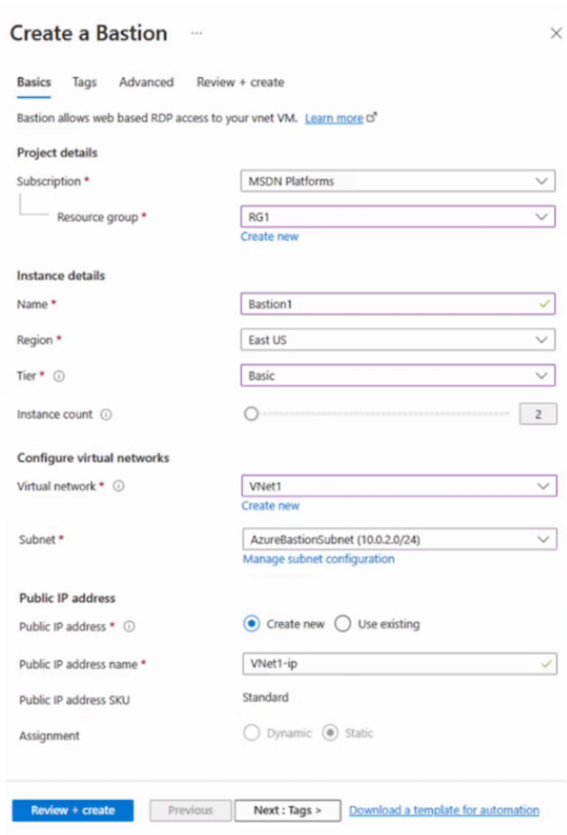 Create a Bastion ...
Basics Tags Advanced Review + create
Bastion allows web based RDP access to your vnet VM. Learn more
Project details
Subscription * MSDN Platforms
Resource group * RG1
Create new
Instance details
Name * Bastion1
Region * East US
Tier * Basic
Instance count 2
Configure virtual networks
Virtual network * VNet1
Create new
Subnet * AzureBastionSubnet (10.0.2.0/24)
Manage subnet configuration
Public IP address
Public IP address * Create new Use existing
Public IP address name * VNet1-ip
Public IP address SKU Standard
Assignment Dynamic Static
Review + create Previous Next : Tags > Download a template for automation